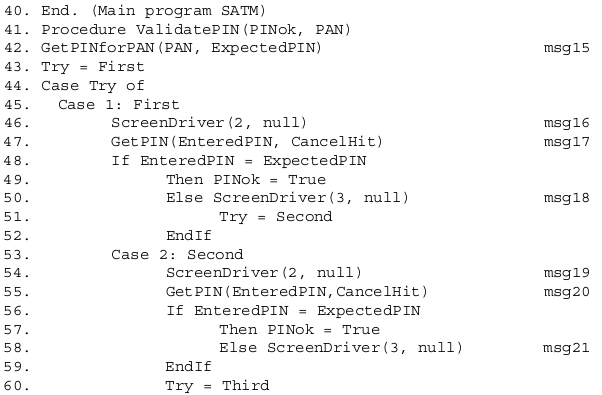 40. End. (Main program SATM)
41. Procedure ValidatePIN(PINok, PAN)
42. GetPINforPAN(PAN, ExpectedPIN) msg15
43. Try = First
44. Case Try of
45. Case 1: First
46. ScreenDriver(2, null) msg16
47. GetPIN(EnteredPIN, CancelHit) msg17
48. If EnteredPIN = ExpectedPIN
49. Then PINok = True
50. Else ScreenDriver(3, null) msg18
51. Try = Second
52. EndIf
53. Case 2: Second
54. ScreenDriver(2, null) msg19
55. GetPIN(EnteredPIN,CancelHit) msg20
56. If EnteredPIN = ExpectedPIN
57. Then PINok = True
58. Else ScreenDriver(3, null) msg21
59. EndIf
60. Try = Third